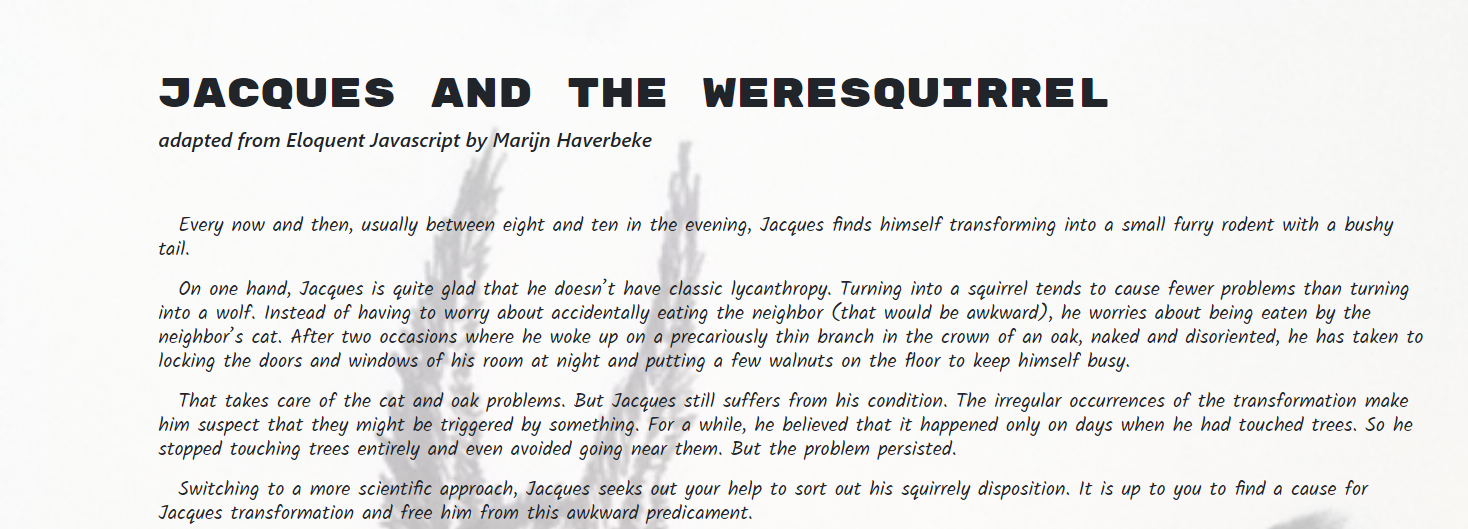 JACQUES AND THE WERESQUIRREL
adapted from Eloquent Javascript by Marijn Haverbeke
Every now and then, usually between eight and ten in the evening, Jacques finds himself transforming into a small furry rodent with a bushy
tail.
On one hand, Jacques is quite glad that he doesn’t have classic lycanthropy. Turning into a squirrel tends to cause fewer problems than turning
into a wolf. Instead of having to worry about accidentally eating the neighbor (that would be awkward), he worries about being eaten by the
neighbor’s cat. After two occasions where he woke up on a precariously thin branch in the crown of an oak, naked and disoriented, he has taken to
locking the doors and windows of his room at night and putting a few walnuts on the floor to keep himself busy.
That takes care of the cat and oak problems. But Jacques still suffers from his condition. The irregular occurrences of the transformation make
him suspect that they might be triggered by something. For a while, he believed that it happened only on days when he had touched trees. So he
stopped touching trees entirely and even avoided going near them. But the problem persisted.
Switching to a more scientific approach, Jacques seeks out your help to sort out his squirrely disposition. It is up to you to find a cause for
Jacques transformation and free him from this awkward predicament.